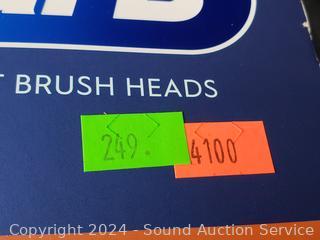 T BRUSH HEADS
249.
4100
Copyright 2024 - Sound Auction Service